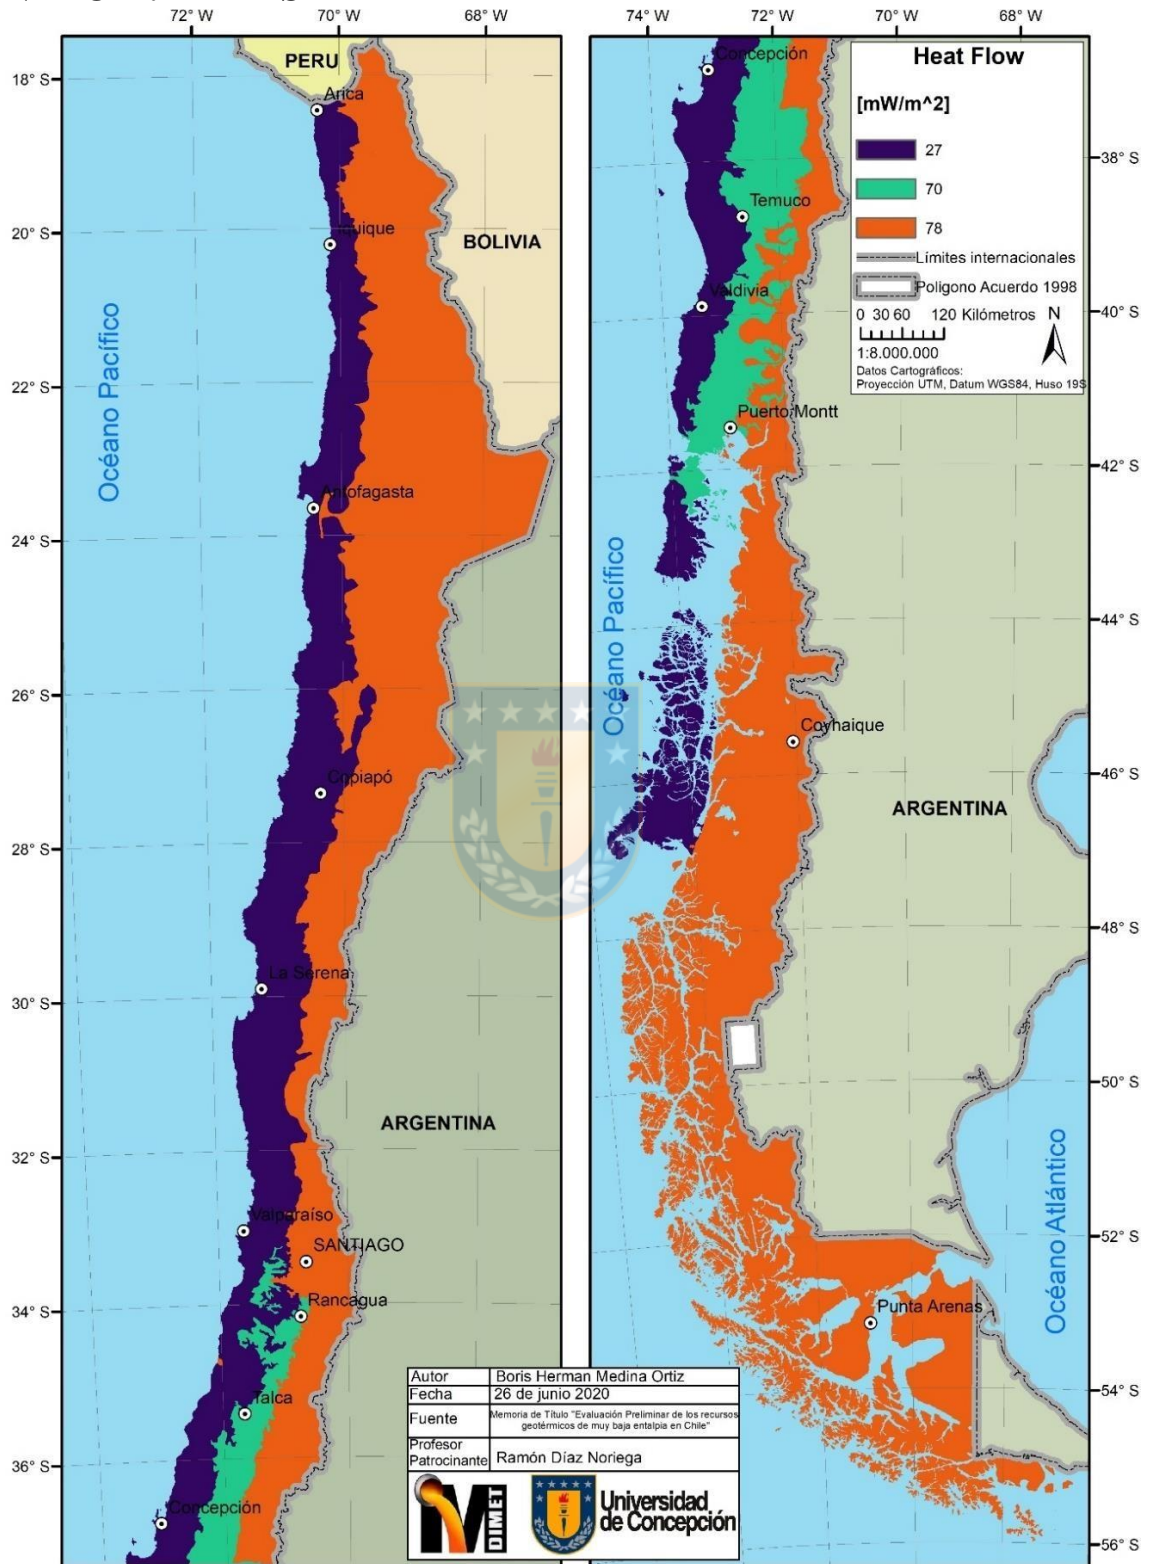 72° W
70° W
68° W
74° W
72° W
70° W
68° W
18° S
20° S
22° S
24° S
26° S
28° S
30° S
32° S
34° S
36° S
PERU
Arica
Iquique
BOLIVIA
Océano Pacífico
Antofagasta
Copiapó
La Serena
ARGENTINA
Valparaíso
SANTIAGO
Rancagua
Talca
Concepción
Concepción
Temuco
Valdivia
Puerto Montt
Océano Pacífico
Coyhaique
ARGENTINA
Océano Atlántico
Punta Arenas
Heat Flow
[mW/m^2]
27
70
78
Límites internacionales
Poligono Acuerdo 1998
0 30 60 120 Kilómetros N
1:8.000.000
Datos Cartográficos:
Proyección UTM, Datum WGS84, Huso 19S
38° S
40° S
42° S
44° S
46° S
48° S
50° S
52° S
54° S
56° S
Autor Boris Herman Medina Ortiz
Fecha 26 de junio 2020
Fuente Memoria de Título "Evaluación Preliminar de los recursos
geotérmicos de muy baja entalpia en Chile"
Profesor
Patrocinante Ramón Díaz Noriega
DIMET
Universidad
de Concepción